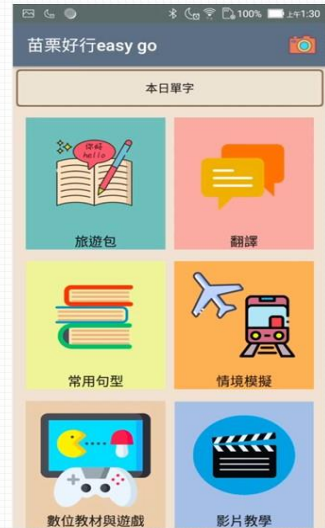 100% 上午1:30
苗栗好行easy go
本日單字
你好
hello
旅遊包
翻譯
常用句型
情境模擬
數位教材與遊戲
影片教學